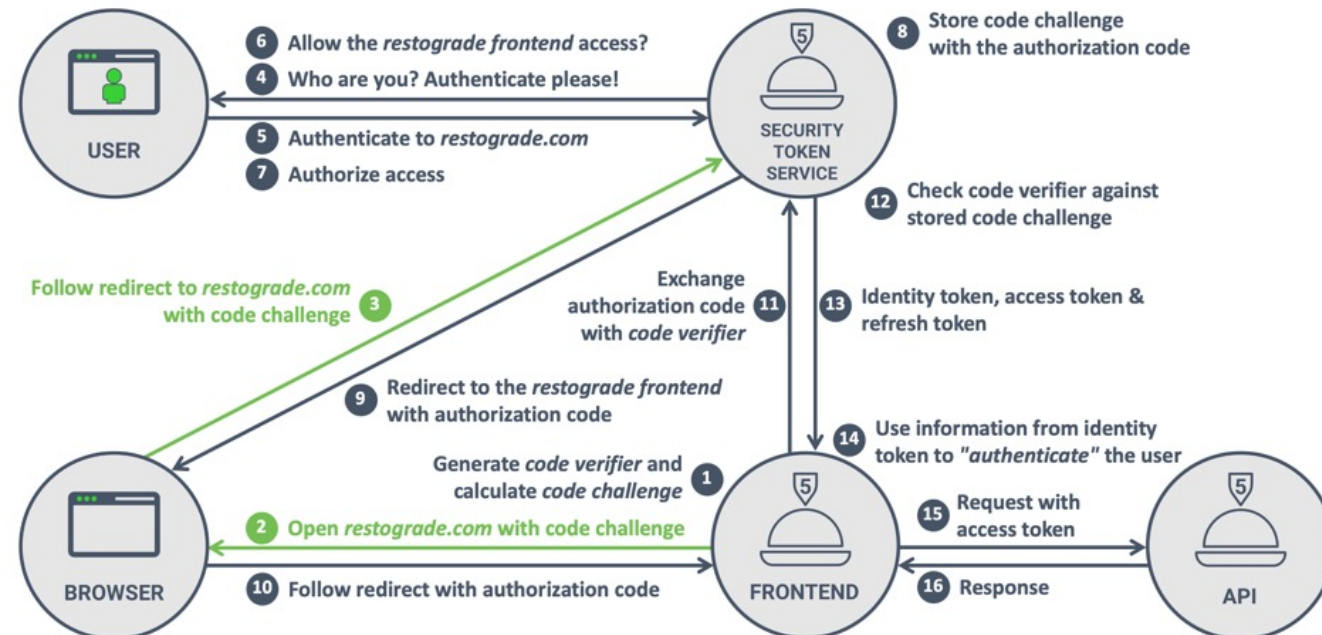 6 Allow the restograde frontend access?
4 Who are you? Authenticate please!
5 Authenticate to restograde.com
7 Authorize access
USER
5
SECURITY
TOKEN
SERVICE
8 Store code challenge
with the authorization code
12 Check code verifier against
stored code challenge
Follow redirect to restograde.com
with code challenge 3
Exchange
authorization code
with code verifier 11
13 Identity token, access token &
refresh token
9 Redirect to the restograde frontend
with authorization code
14 Use information from identity
token to "authenticate" the user
Generate code verifier and
calculate code challenge 1
2 Open restograde.com with code challenge
10 Follow redirect with authorization code
BROWSER
5
FRONTEND
15 Request with
access token
16 Response
5
API